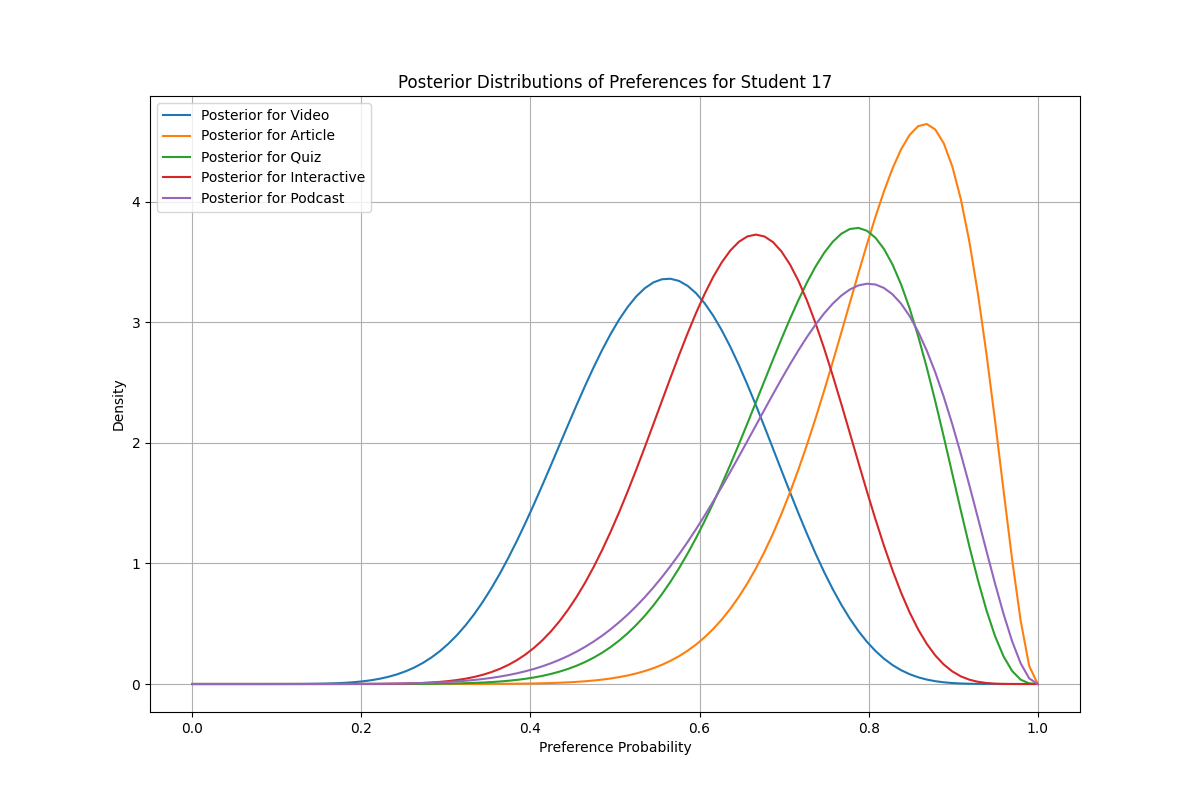 Posterior Distributions of Preferences for Student 17
Posterior for Video
Posterior for Article
Posterior for Quiz
Posterior for Interactive
Posterior for Podcast
Density
4
3
2
1
0
0.0 0.2 0.4 0.6 0.8 1.0
Preference Probability